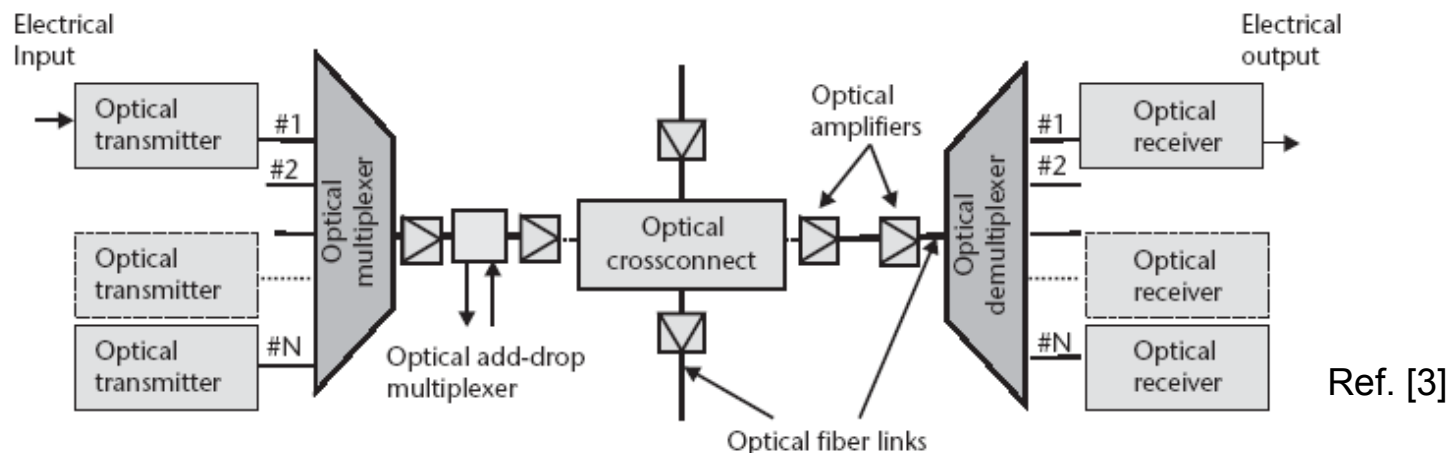 Electrical
Input
Optical
transmitter
#1
#2
Optical
transmitter
Optical
transmitter
#N
Optical
multiplexer
Optical add-drop
multiplexer
Optical
crossconnect
Optical
amplifiers
Optical fiber links
Optical
demultiplexer
Electrical
output
#1
Optical
receiver
#2
Optical
receiver
#N
Optical
receiver
Ref. [3]